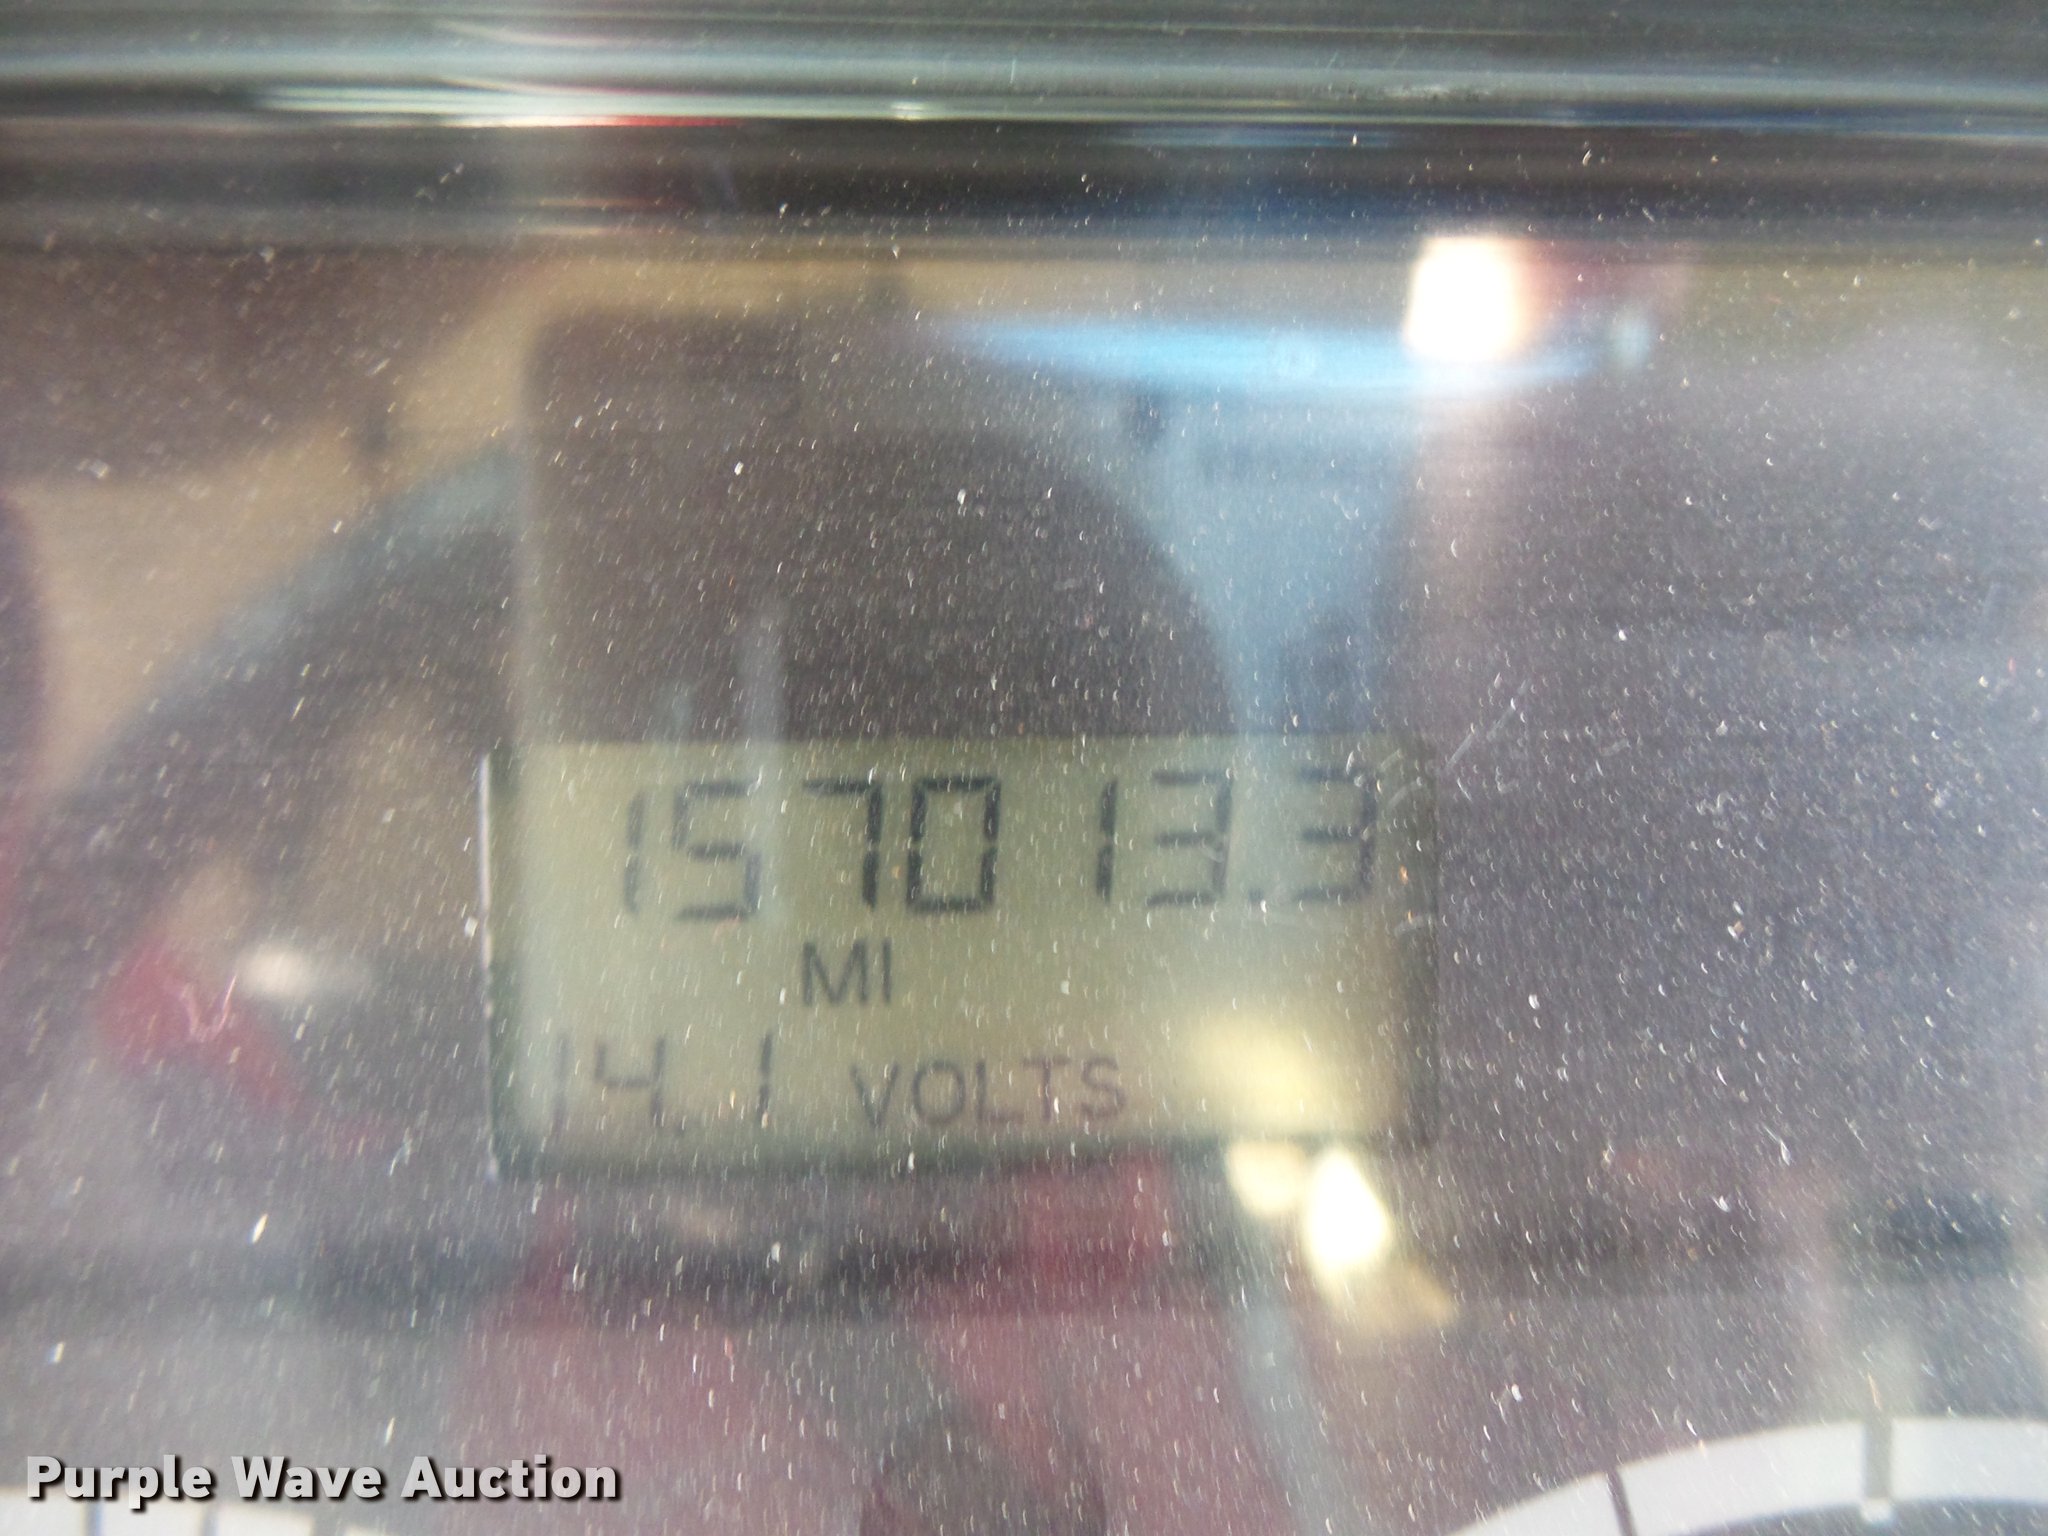 157013.3
MI
14.1 VOLTS
Purple Wave Auction